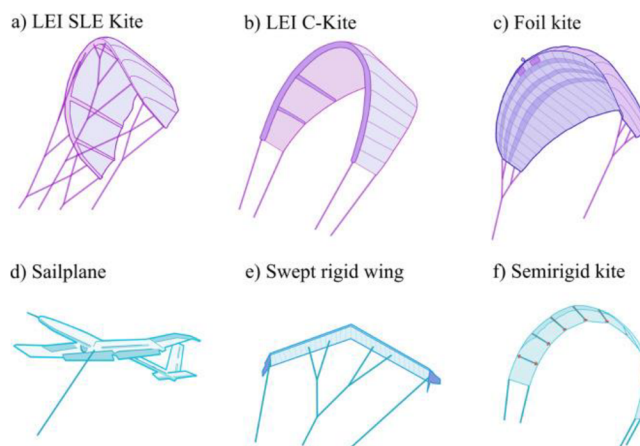 a) LEI SLE Kite
b) LEI C-Kite
c) Foil kite
d) Sailplane
e) Swept rigid wing
f) Semirigid kite